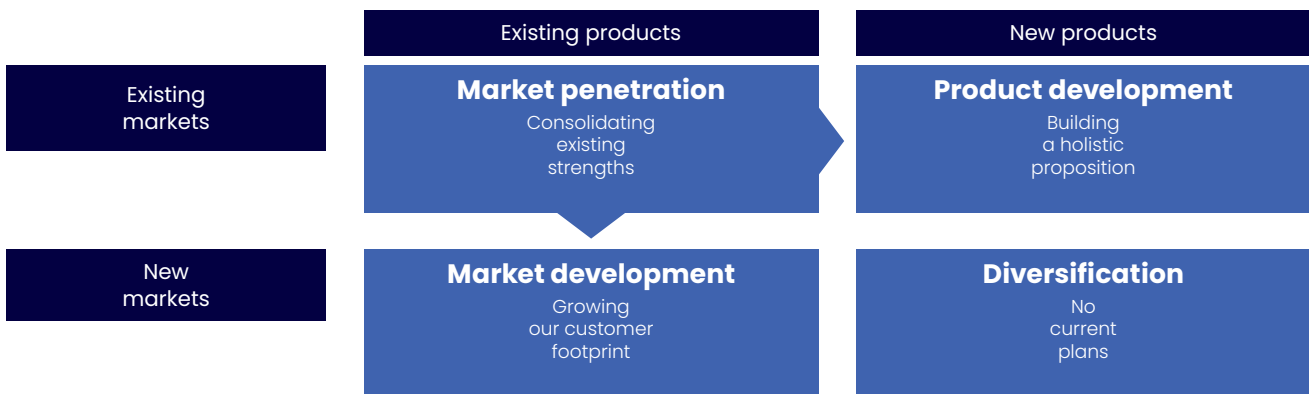 Existing products
New products
Existing
markets
Market penetration
Consolidating
existing
strengths
Product development
Building
a holistic
proposition
New
markets
Market development
Growing
our customer
footprint
Diversification
No
current
plans